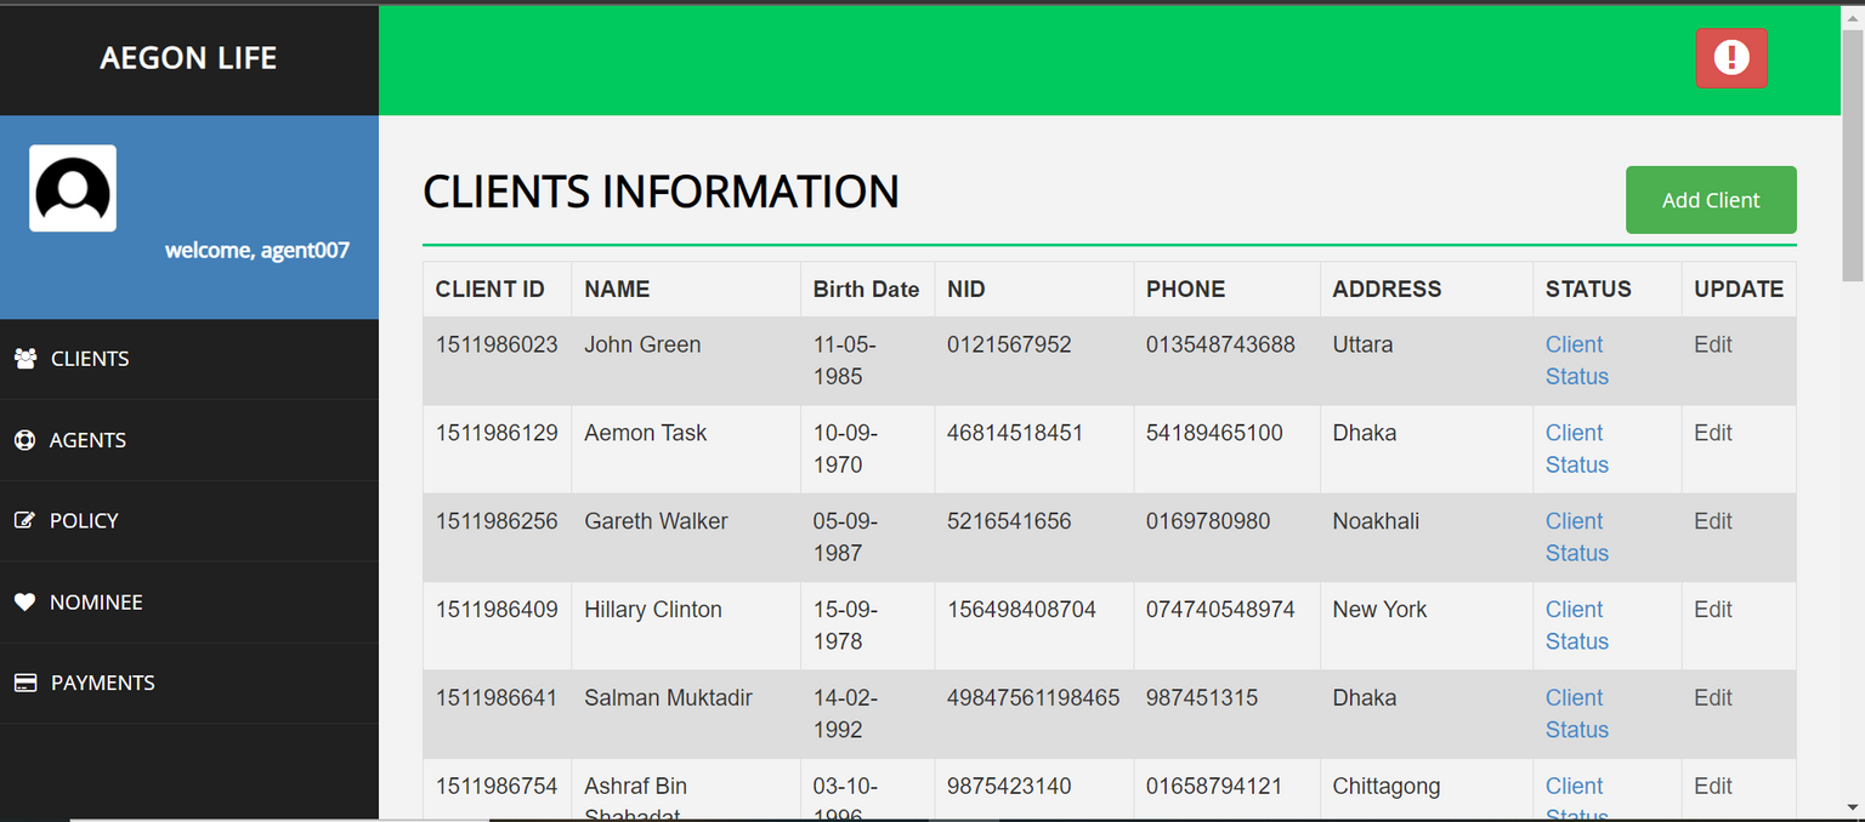 AEGON LIFE
welcome, agent007
CLIENTS
AGENTS
POLICY
NOMINEE
PAYMENTS
CLIENTS INFORMATION
Add Client
CLIENT ID NAME Birth Date NID PHONE ADDRESS STATUS UPDATE
1511986023 John Green 11-05- 0121567952 013548743688 Uttara Client Edit
1985 Status
1511986129 Aemon Task 10-09- 46814518451 54189465100 Dhaka Client Edit
1970 Status
1511986256 Gareth Walker 05-09- 5216541656 0169780980 Noakhali Client Edit
1987 Status
1511986409 Hillary Clinton 15-09- 156498408704 074740548974 New York Client Edit
1978 Status
1511986641 Salman Muktadir 14-02- 49847561198465 987451315 Dhaka Client Edit
1992 Status
1511986754 Ashraf Bin 03-10- 9875423140 01658794121 Chittagong Client Edit
Shahadat 1996 Status